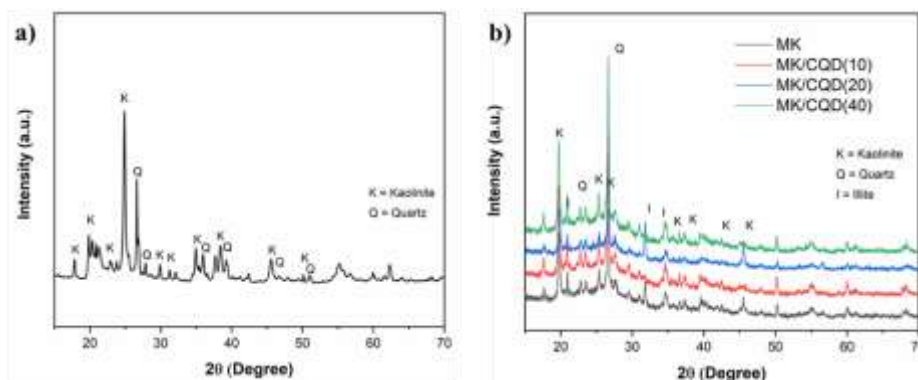 a)
K
K
K
K
Q
Q
K
K
K
Q
K
Q
K
Q
K
Q
K = Kaolinite
Q = Quartz
Intensity (a.u.)
20
30
40
50
60
70
2θ (Degree)
b)
Q
K
I
Q
K
K
I
I
K
K
K
K
MK
MK/CQD(10)
MK/CQD(20)
MK/CQD(40)
K = Kaolinite
Q = Quartz
I = Illite
Intensity (a.u.)
20
30
40
50
60
70
2θ (Degree)